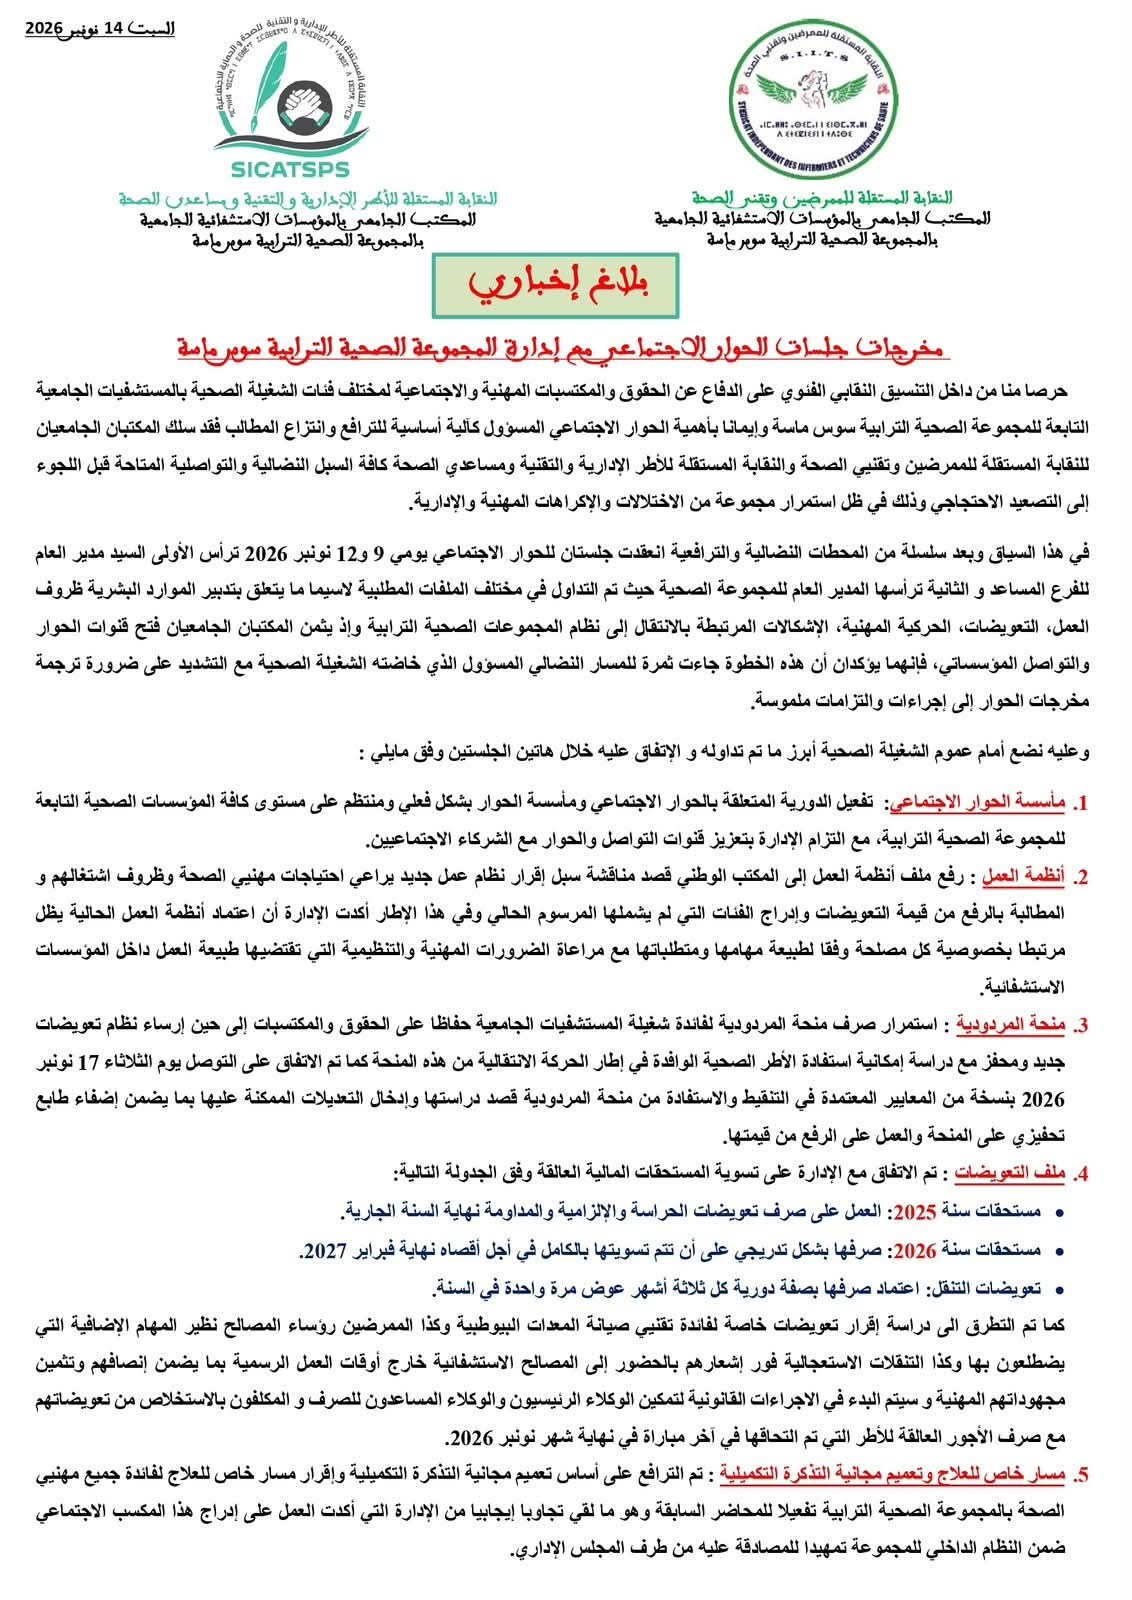 السبت 14 نونبر 2026
النقابة المستقلة للممرضين وتقنيي الصحة
S.I.I.T.S
SYNDICAT INDEPENDANT DES INFIRMIERS ET TECHNICIENS DE SANTE
النقابة المستقلة للأطر الإدارية و التقنية للصحة و الحماية الاجتماعية
SICATSPS
النقابة المستقلة للممرضين وتقني الصحة
المكتب الجامعي بالمؤسسات الاستشفائية الجامعية
بالمجموعة الصحية الترابية سوس ماسة
النقابة المستقلة للأطر الإدارية و التقنية و مساعدي الصحة
المكتب الجامعي بالمؤسسات الاستشفائية الجامعية
بالمجموعة الصحية الترابية سوس ماسة
بلاغ إخباري
مخرجات جلسات الحوار الاجتماعي مع إدارة المجموعة الصحية الترابية سوس ماسة
حرصا منا من داخل التنسيق النقابي الفئوي على الدفاع عن الحقوق والمكتسبات المهنية والاجتماعية لمختلف فئات الشغيلة الصحية بالمستشفيات الجامعية
التابعة للمجموعة الصحية الترابية سوس ماسة وإيمانا بأهمية الحوار الاجتماعي المسؤول كآلية أساسية للترافع وانتزاع المطالب فقد سلك المكتبان الجامعيان
للنقابة المستقلة للممرضين وتقنيي الصحة والنقابة المستقلة للأطر الإدارية والتقنية ومساعدي الصحة كافة السبل النضالية والتواصلية المتاحة قبل اللجوء
إلى التصعيد الاحتجاجي وذلك في ظل استمرار مجموعة من الاختلالات والإكراهات المهنية والإدارية.
في هذا السياق وبعد سلسلة من المحطات النضالية والترافعية انعقدت جلستان للحوار الاجتماعي يومي 9 و12 نونبر 2026 ترأس الأولى السيد مدير العام
للفرع المساعد و الثانية ترأسها المدير العام للمجموعة الصحية حيث تم التداول في مختلف الملفات المطلبية لاسيما ما يتعلق بتدبير الموارد البشرية ظروف
العمل، التعويضات، الحركية المهنية، الإشكالات المرتبطة بالانتقال إلى نظام المجموعات الصحية الترابية وإذ يثمن المكتبان الجامعيان فتح قنوات الحوار
والتواصل المؤسساتي، فإنهما يؤكدان أن هذه الخطوة جاءت ثمرة للمسار النضالي المسؤول الذي خاضته الشغيلة الصحية مع التشديد على ضرورة ترجمة
مخرجات الحوار إلى إجراءات والتزامات ملموسة.
وعليه نضع أمام عموم الشغيلة الصحية أبرز ما تم تداوله و الإتفاق عليه خلال هاتين الجلستين وفق مايلي :
1. مأسسة الحوار الاجتماعي: تفعيل الدورية المتعلقة بالحوار الاجتماعي ومأسسة الحوار بشكل فعلي ومنتظم على مستوى كافة المؤسسات الصحية التابعة
للمجموعة الصحية الترابية، مع التزام الإدارة بتعزيز قنوات التواصل والحوار مع الشركاء الاجتماعيين.
2. أنظمة العمل : رفع ملف أنظمة العمل إلى المكتب الوطني قصد مناقشة سبل إقرار نظام عمل جديد يراعي احتياجات مهنيي الصحة وظروف اشتغالهم و
المطالبة بالرفع من قيمة التعويضات وإدراج الفئات التي لم يشملها المرسوم الحالي وفي هذا الإطار أكدت الإدارة أن اعتماد أنظمة العمل الحالية يظل
مرتبطا بخصوصية كل مصلحة وفقا لطبيعة مهامها ومتطلباتها مع مراعاة الضرورات المهنية والتنظيمية التي تقتضيها طبيعة العمل داخل المؤسسات
الاستشفائية.
3. منحة المردودية : استمرار صرف منحة المردودية لفائدة شغيلة المستشفيات الجامعية حفاظا على الحقوق والمكتسبات إلى حين إرساء نظام تعويضات
جديد ومحفز مع دراسة إمكانية استفادة الأطر الصحية الوافدة في إطار الحركة الانتقالية من هذه المنحة كما تم الاتفاق على التوصل يوم الثلاثاء 17 نونبر
2026 بنسخة من المعايير المعتمدة في التنقيط والاستفادة من منحة المردودية قصد دراستها وإدخال التعديلات الممكنة عليها بما يضمن إضفاء طابع
تحفيزي على المنحة والعمل على الرفع من قيمتها.
4. ملف التعويضات : تم الاتفاق مع الإدارة على تسوية المستحقات المالية العالقة وفق الجدولة التالية:
• مستحقات سنة 2025: العمل على صرف تعويضات الحراسة والإلزامية والمداومة نهاية السنة الجارية.
• مستحقات سنة 2026: صرفها بشكل تدريجي على أن تتم تسويتها بالكامل في أجل أقصاه نهاية فبراير 2027.
• تعويضات التنقل: اعتماد صرفها بصفة دورية كل ثلاثة أشهر عوض مرة واحدة في السنة.
كما تم التطرق الى دراسة إقرار تعويضات خاصة لفائدة تقنيي صيانة المعدات البيوطبية وكذا الممرضين رؤساء المصالح نظير المهام الإضافية التي
يضطلعون بها وكذا التنقلات الاستعجالية فور إشعارهم بالحضور إلى المصالح الاستشفائية خارج أوقات العمل الرسمية بما يضمن إنصافهم وتثمين
مجهوداتهم المهنية و سيتم البدء في الاجراءات القانونية لتمكين الوكلاء الرئيسيون والوكلاء المساعدون للصرف و المكلفون بالاستخلاص من تعويضاتهم
مع صرف الأجور العالقة للأطر التي تم التحاقها في آخر مباراة في نهاية شهر نونبر 2026.
5. مسار خاص للعلاج وتعميم مجانية التذكرة التكميلية : تم الترافع على أساس تعميم مجانية التذكرة التكميلية وإقرار مسار خاص للعلاج لفائدة جميع مهنيي
الصحة بالمجموعة الصحية الترابية تفعيلا للمحاضر السابقة وهو ما لقي تجاوبا إيجابيا من الإدارة التي أكدت العمل على إدراج هذا المكسب الاجتماعي
ضمن النظام الداخلي للمجموعة تمهيدا للمصادقة عليه من طرف المجلس الإداري.